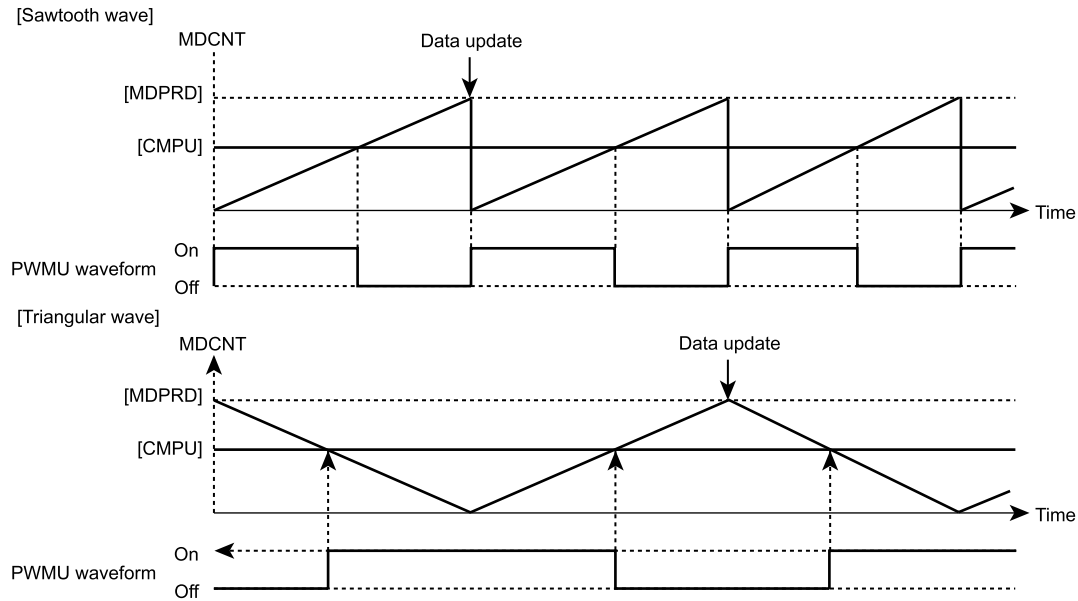 [Sawtooth wave]
MDCNT
Data update
[MDPRD]
[CMPU]
Time
On
PWMU waveform
Off
[Triangular wave]
MDCNT
Data update
[MDPRD]
[CMPU]
Time
On
PWMU waveform
Off